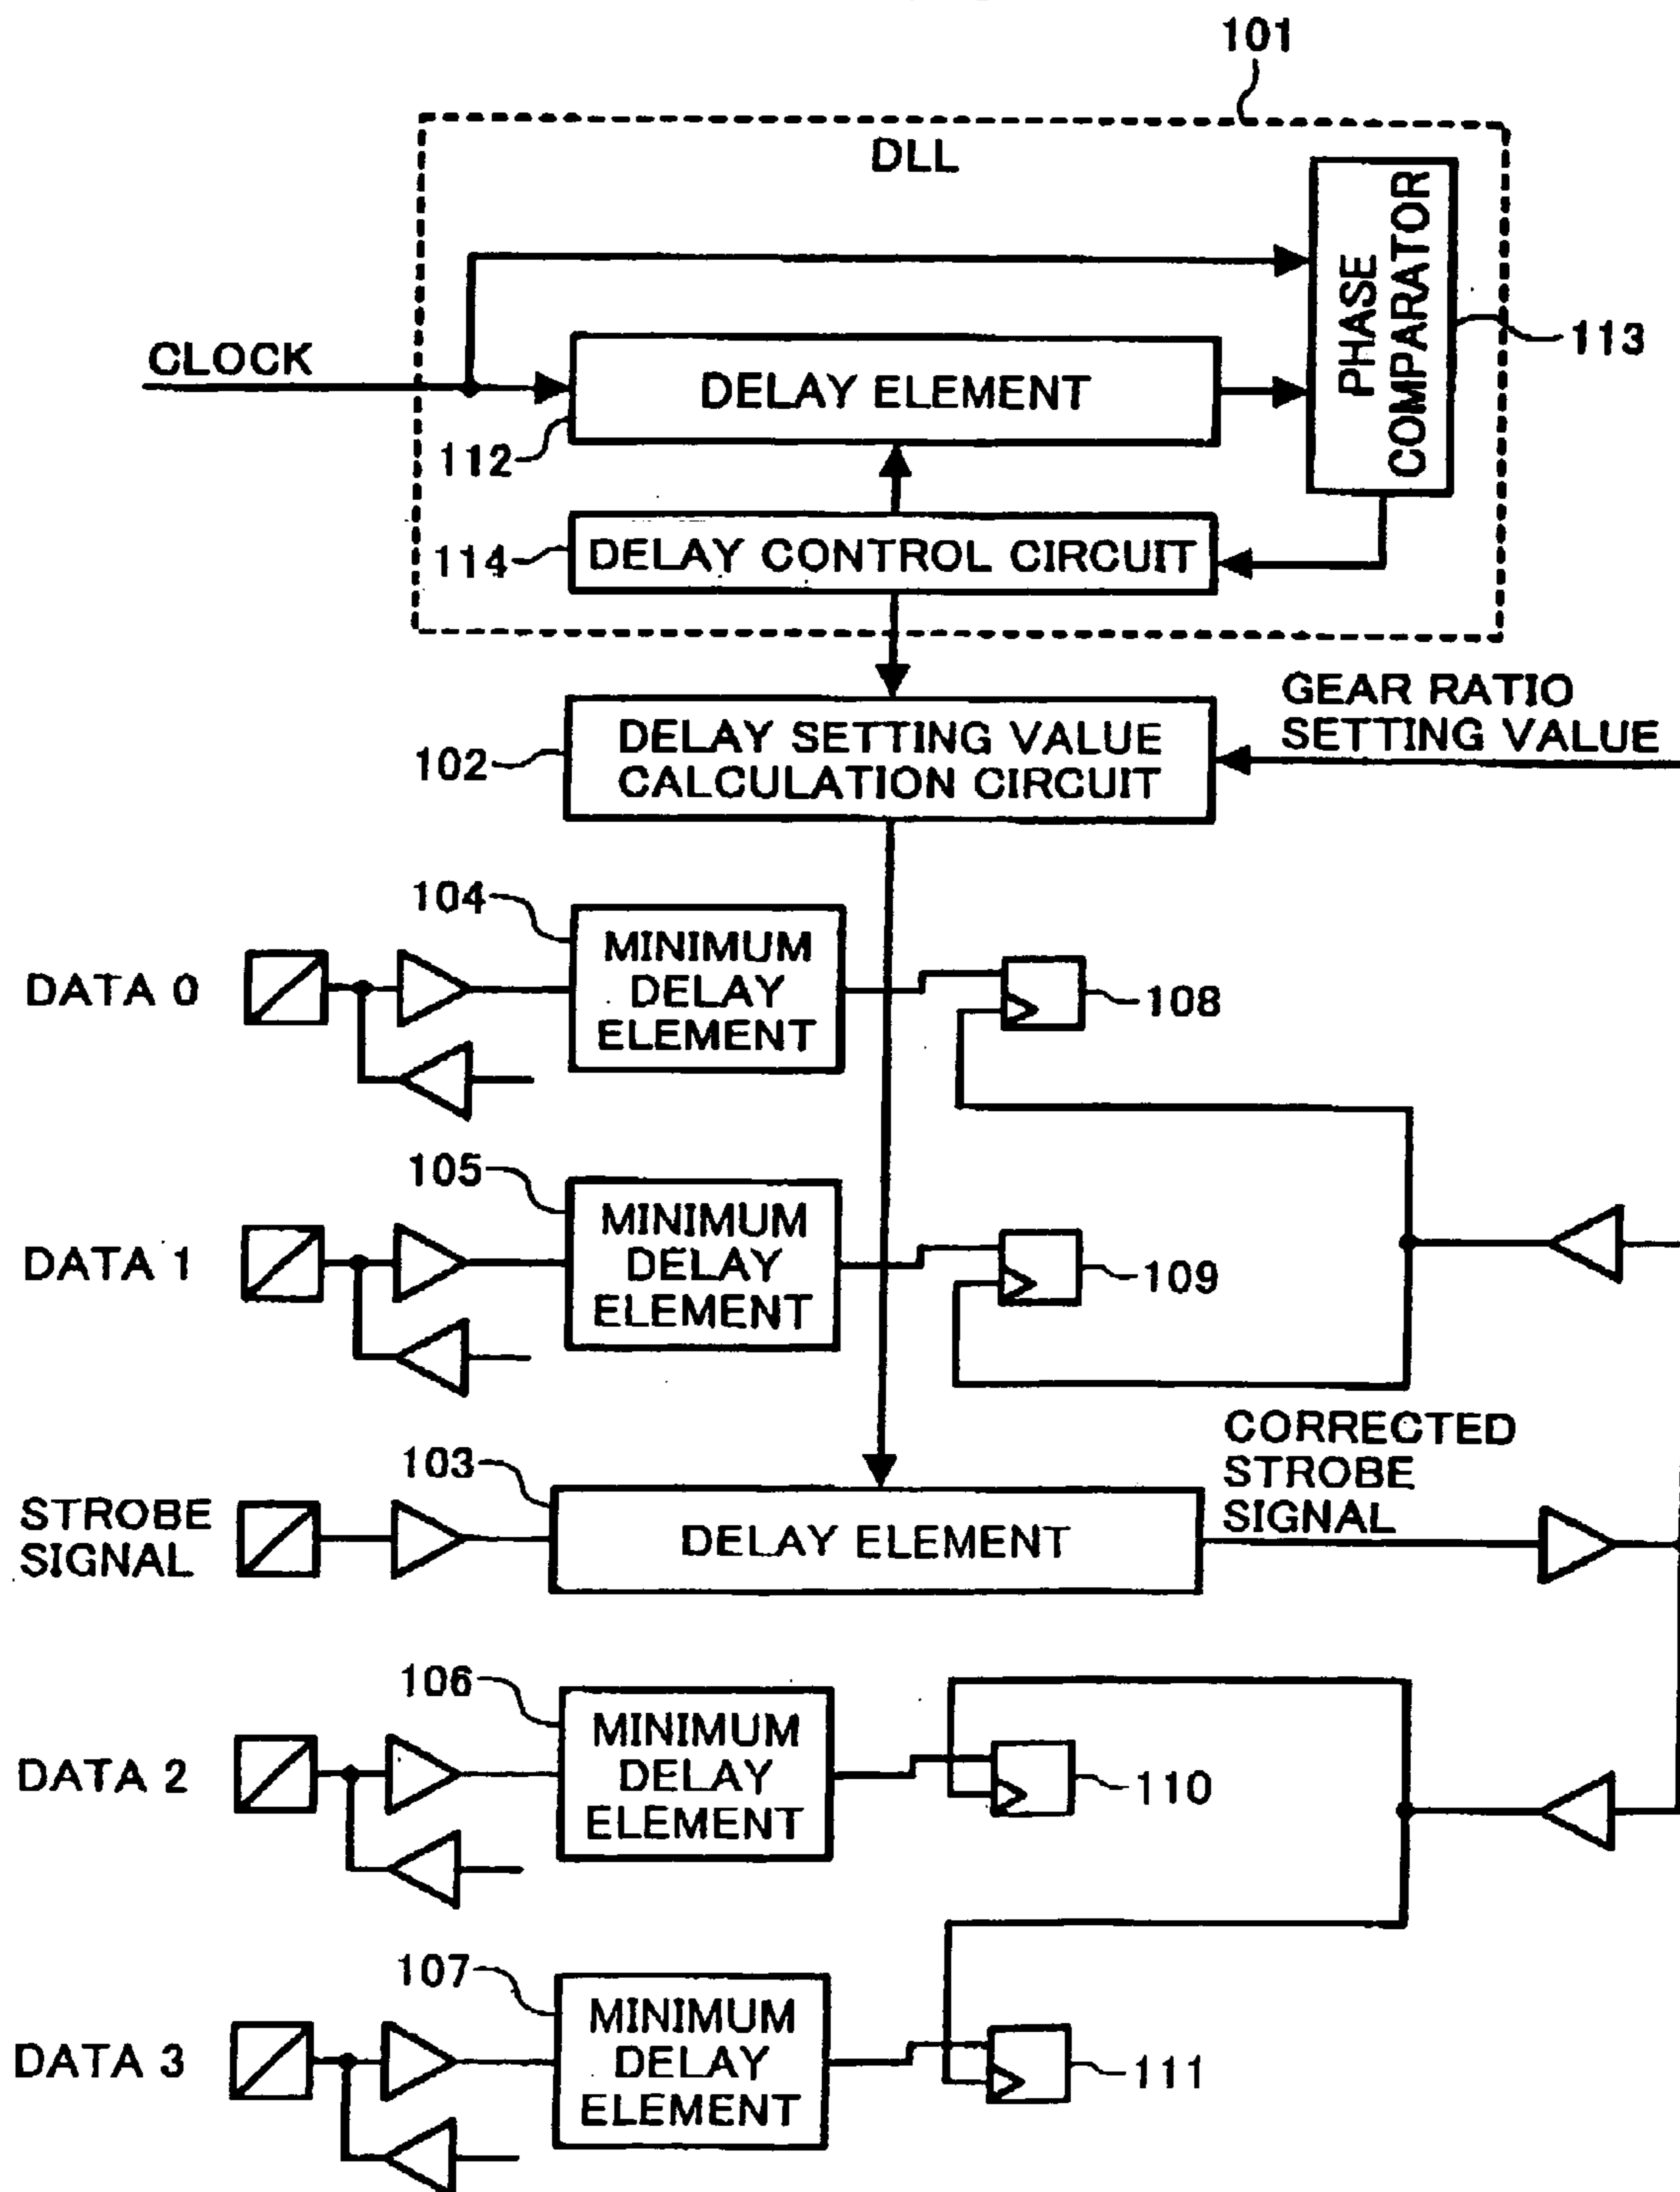 101
DLL
PHASE
COMPARATOR
113
CLOCK
DELAY ELEMENT
112
114
DELAY CONTROL CIRCUIT
GEAR RATIO
SETTING VALUE
DELAY SETTING VALUE
CALCULATION CIRCUIT
102
104
MINIMUM
DELAY
ELEMENT
DATA 0
108
105
MINIMUM
DELAY
ELEMENT
DATA 1
109
103
CORRECTED
STROBE
SIGNAL
STROBE
SIGNAL
DELAY ELEMENT
106
MINIMUM
DELAY
ELEMENT
DATA 2
110
107
MINIMUM
DELAY
ELEMENT
DATA 3
111